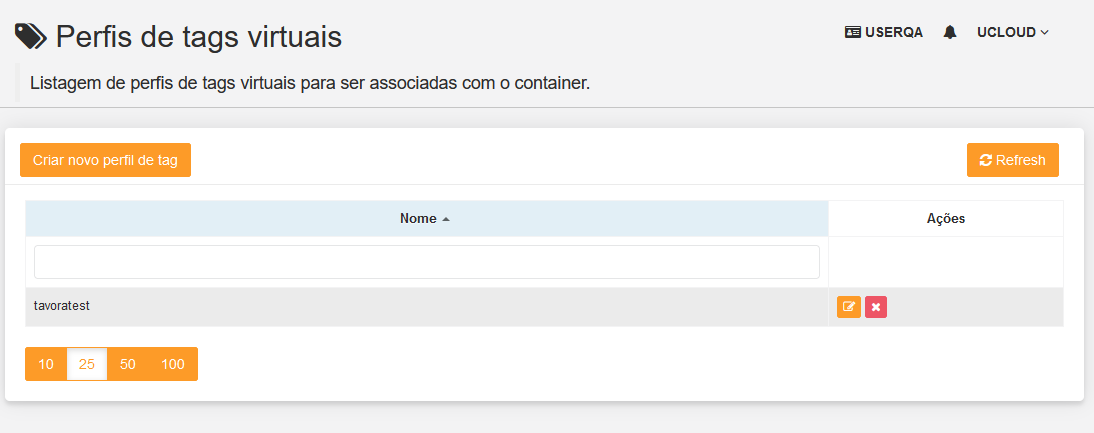 Perfis de tags virtuais
USERQA
UCLOUD
Listagem de perfis de tags virtuais para ser associadas com o container.
Criar novo perfil de tag
Refresh
Nome
Ações
tavoratest
10 25 50 100